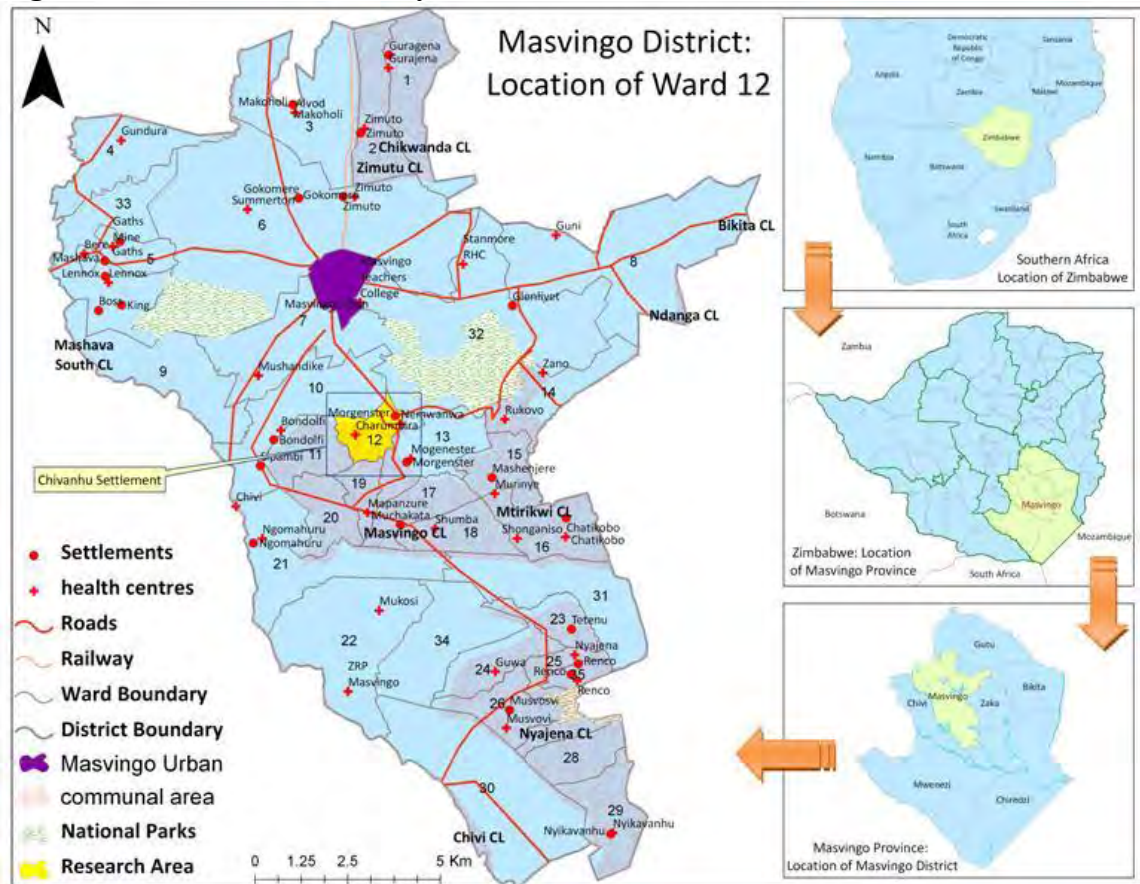 N
Masvingo District:
Location of Ward 12
Guragena
Gurajena
1
Makoholi
Alvod
Makoholi
3
Zimuto
Zimuto
2
Chikwanda CL
Zimutu CL
Gundura
4
33
Gokomere
Summerton
Gokomere
Zimuto
Zimuto
6
Gaths
Mine
Bere
Gaths
Mashava
5
Lennox
Lennox
Bost
King
Stanmore
RHC
Guni
Bikita CL
8
Masvingo
Teachers
College
Glenlivet
Ndanga CL
7
32
Mashava
South CL
9
Mushandike
10
Zano
14
Rukovo
Morgenster
Nemwanwa
Charumbira
12
13
Bondolfi
Bondolfi
11
Mogenester
Morgenster
15
Mashenjere
Murinye
Chivanhu Settlement
19
17
Mtirikwi CL
Chivi
20
Mapanzure
Muchakata
Masvingo CL
Shumba
18
Shonganiso
16
Chatikobo
Chatikobo
Ngomahuru
Ngomahuru
21
Mukosi
22
34
31
23
Tetenu
Nyajena
25
Renco
Renco
35
Renco
24
Guwa
ZRP
Masvingo
26
Musvosvi
Musvovi
Nyajena CL
28
30
29
Chivi CL
Nyikavanhu
Nyikavanhu
Settlements
health centres
Roads
Railway
Ward Boundary
District Boundary
Masvingo Urban
communal area
National Parks
Research Area
0 1.25 2.5 5 Km
Democratic
Republic
of Congo
Tanzania
Angola
Zambia
Malawi
Mozambique
Zimbabwe
Namibia
Botswana
Swaziland
South
Africa
Southern Africa
Location of Zimbabwe
Zambia
Masvingo
Botswana
Mozambique
South Africa
Zimbabwe: Location
of Masvingo Province
Gutu
Masvingo
Bikita
Chivi
Zaka
Mwenezi
Chiredzi
Masvingo Province:
Location of Masvingo District